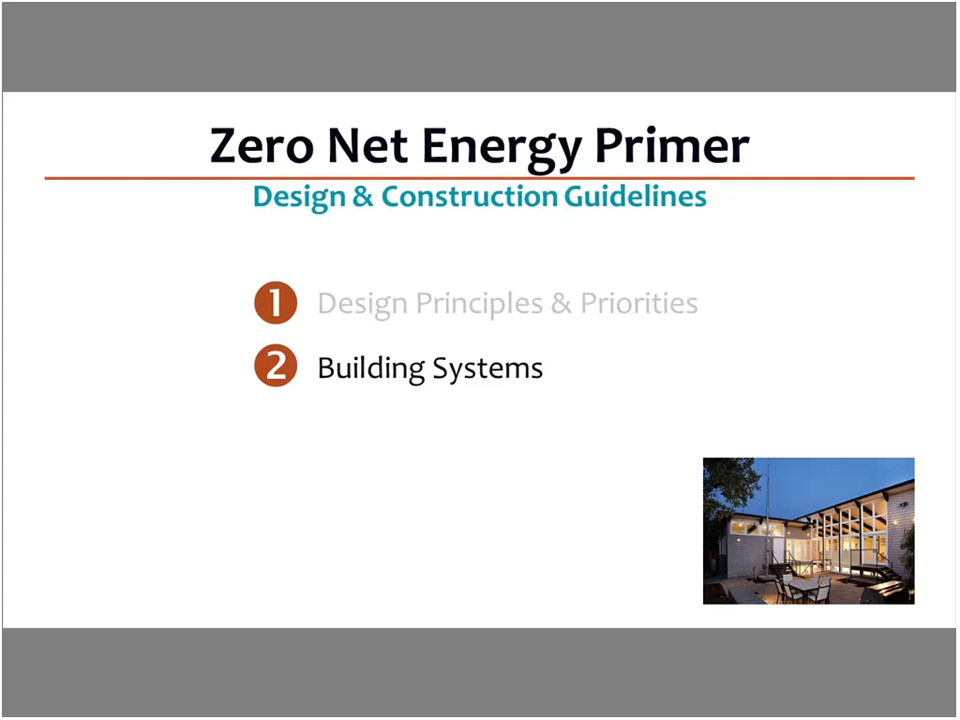 Zero Net Energy Primer
Design & Construction Guidelines
1 Design Principles & Priorities
2 Building Systems